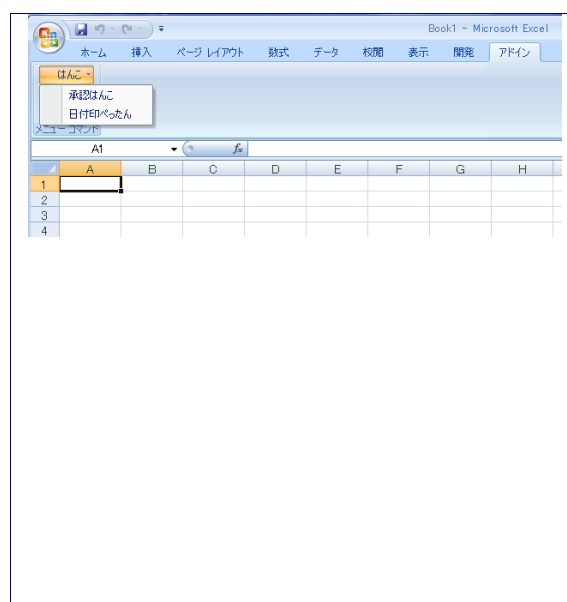 Book1 - Microsoft Excel
ホーム 挿入 ページ レイアウト 数式 データ 校閲 表示 開発 アドイン
はんこ
承認はんこ
日付印ぺったん
メニュー コマンド
A1 fx
A B C D E F G H
1
2
3
4